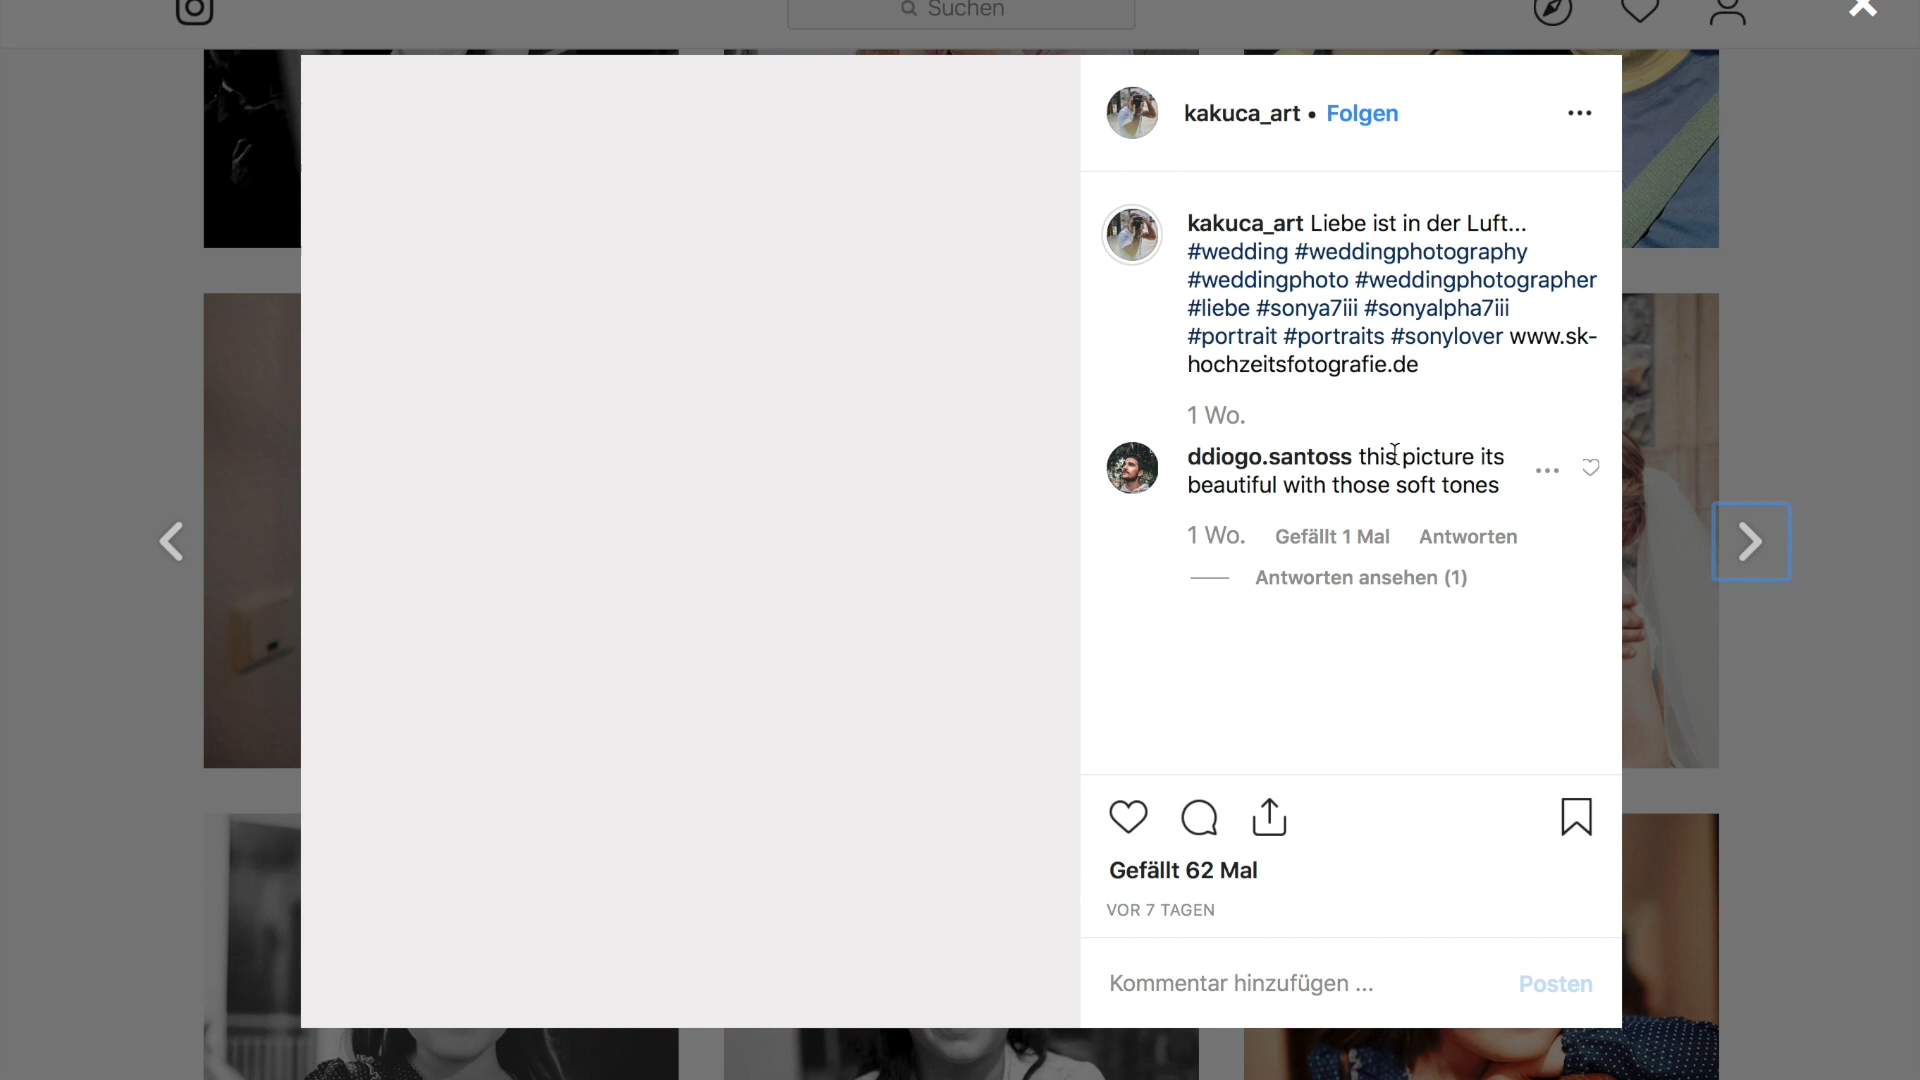 Suchen
kakuca_art • Folgen
kakuca_art Liebe ist in der Luft...
#wedding #weddingphotography
#weddingphoto #weddingphotographer
#liebe #sonya7iii #sonyalpha7iii
#portrait #portraits #sonylover www.sk-
hochzeitsfotografie.de
1 Wo.
ddiogo.santoss this picture its
beautiful with those soft tones
1 Wo. Gefällt 1 Mal Antworten
Antworten ansehen (1)
Gefällt 62 Mal
VOR 7 TAGEN
Kommentar hinzufügen ... Posten